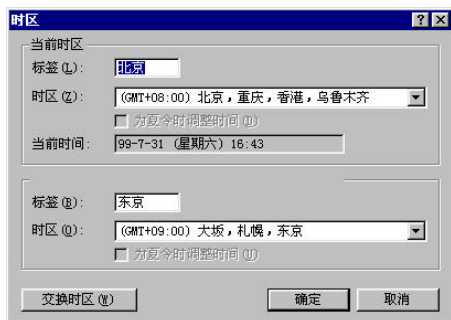 时区
当前时区
标签(L): 北京
时区(Z): (GMT+08:00) 北京，重庆，香港，乌鲁木齐
为夏令时调整时间(D)
当前时间: 99-7-31 (星期六) 16:43
标签(B): 东京
时区(O): (GMT+09:00) 大坂，札幌，东京
为夏令时调整时间(U)
交换时区(W) 确定 取消